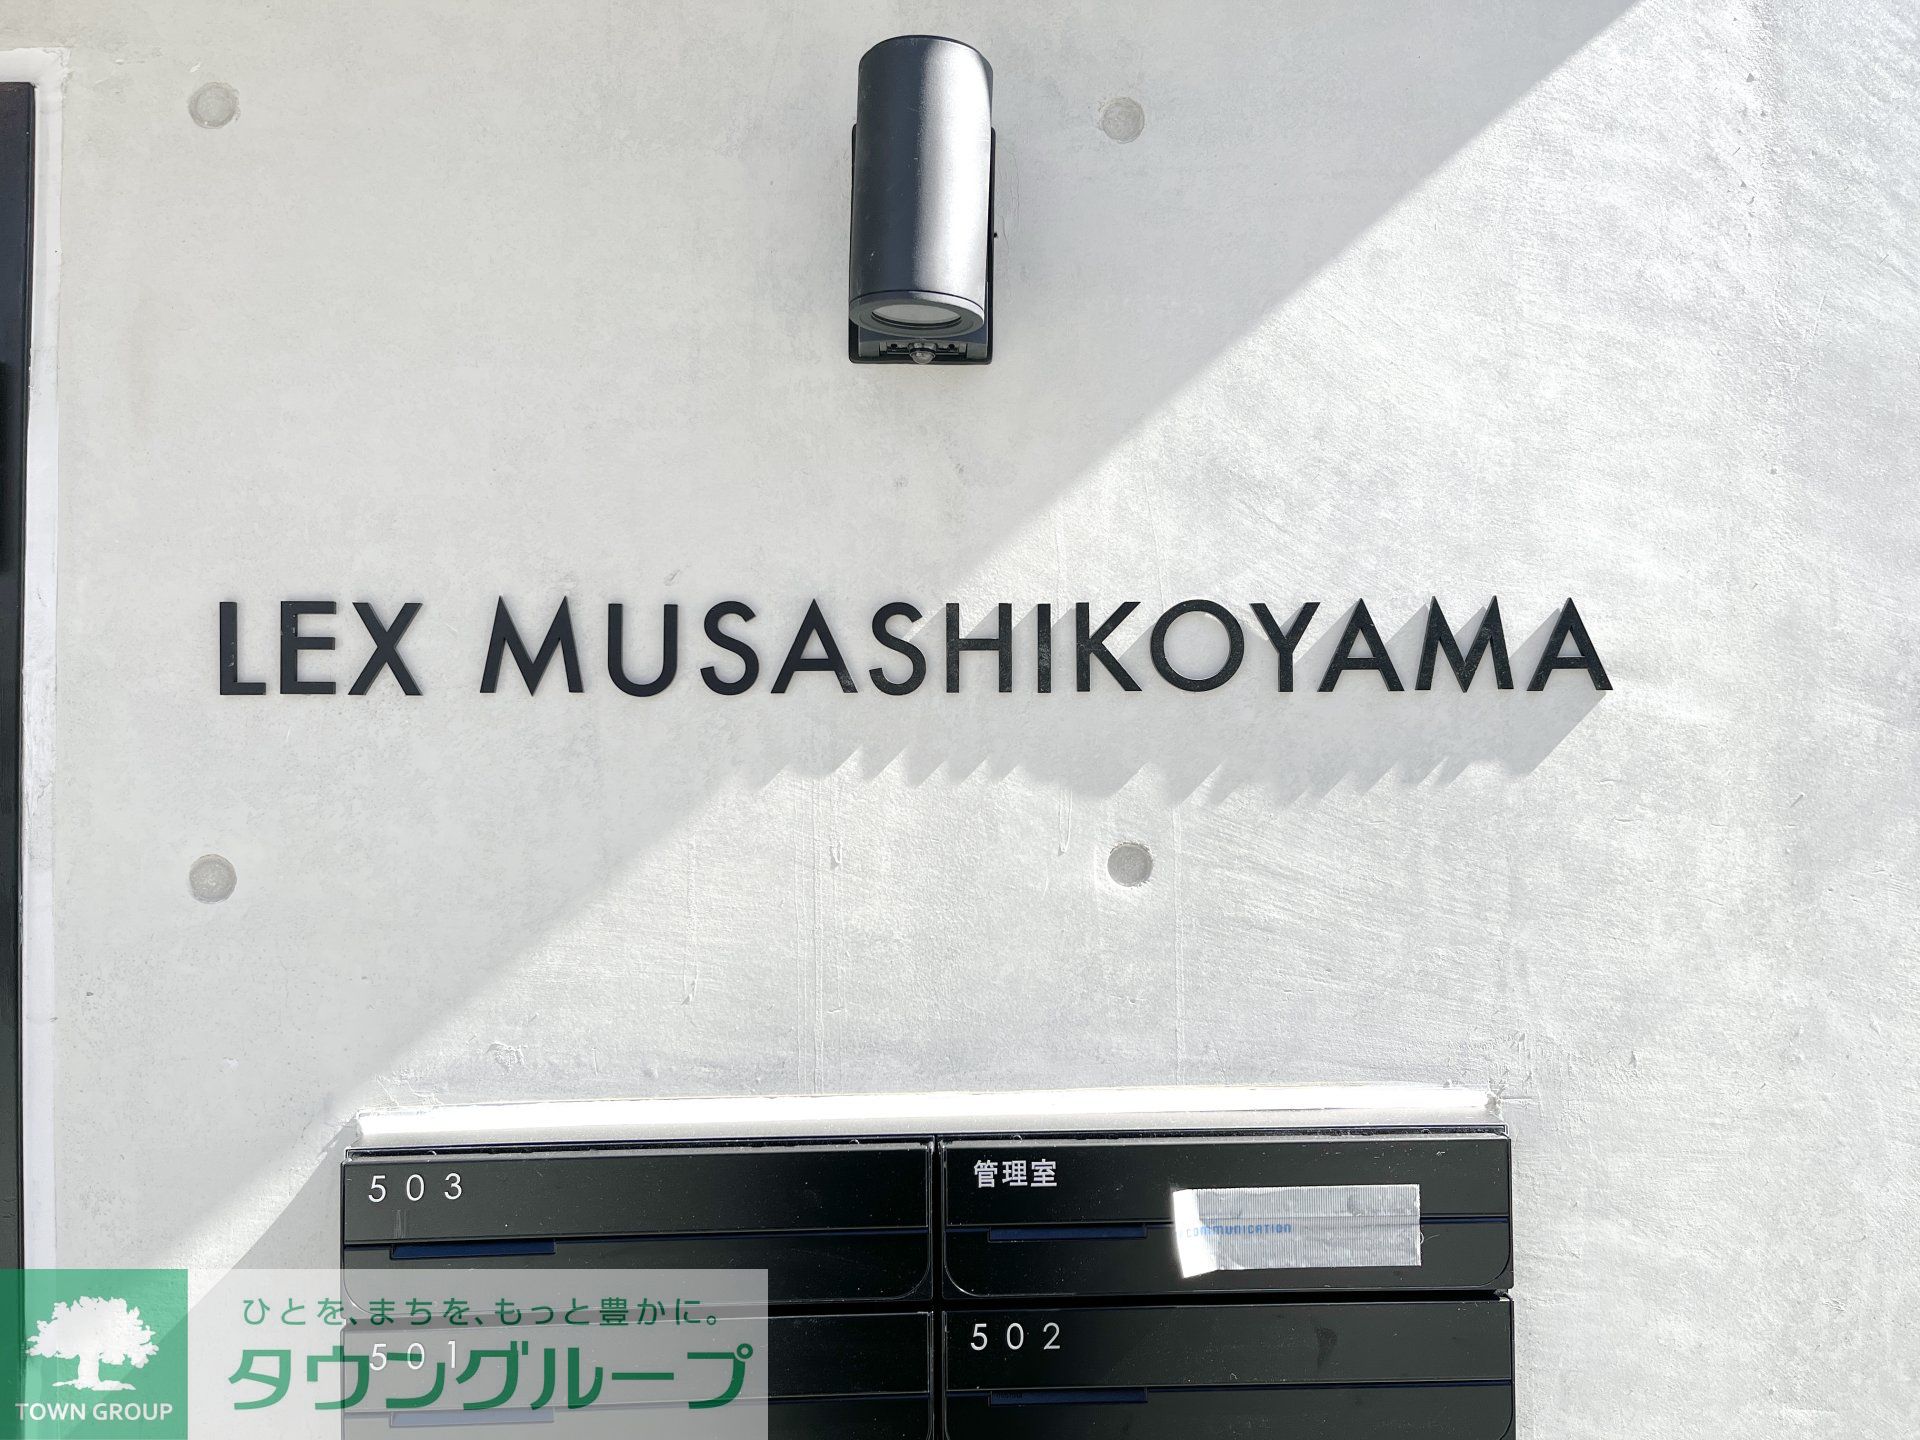 LEX MUSASHIKOYAMA
503
管理室
COMMUNICATION
501
502
ひとを、まちを、もっと豊かに。
タウングループ
TOWN GROUP